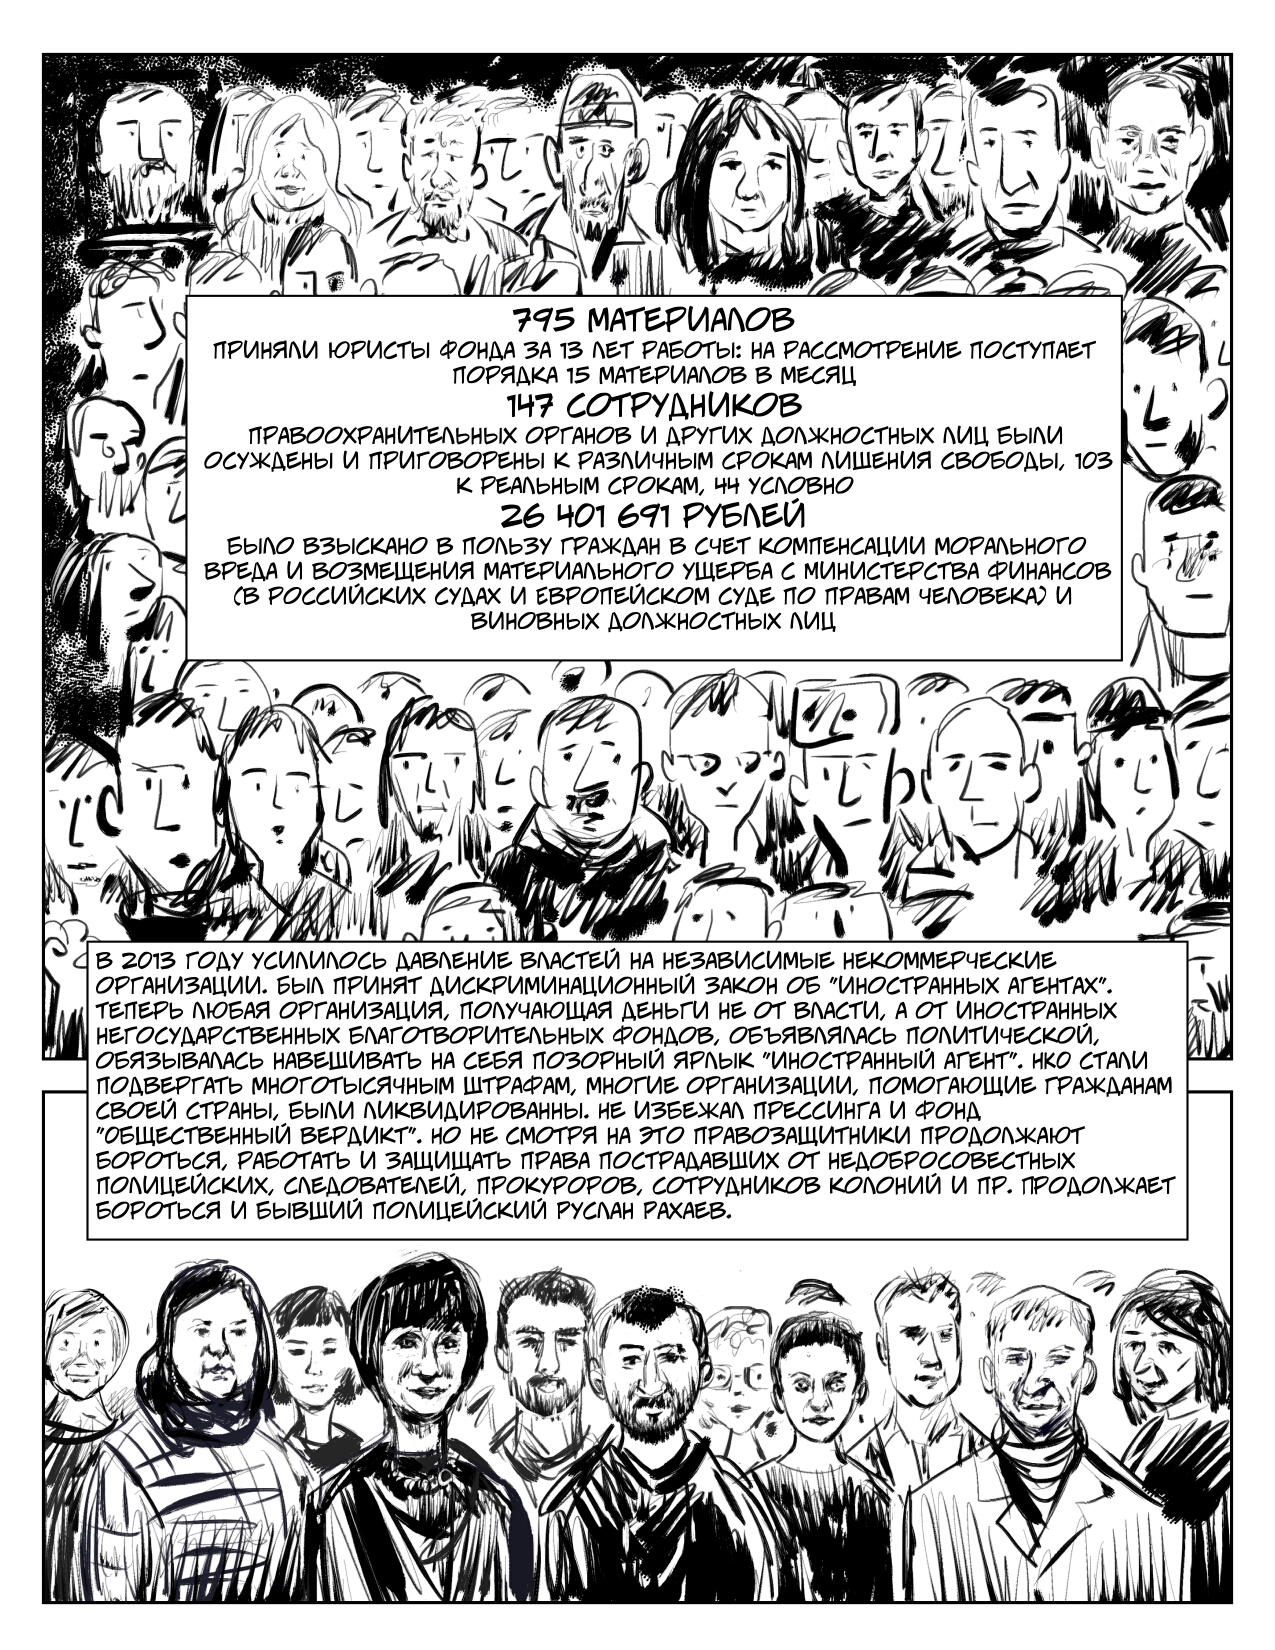 795 МАТЕРИАЛОВ
ПРИНЯЛИ ЮРИСТЫ ФОНДА ЗА 13 ЛЕТ РАБОТЫ: НА РАССМОТРЕНИЕ ПОСТУПАЕТ
ПОРЯДКА 15 МАТЕРИАЛОВ В МЕСЯЦ
147 СОТРУДНИКОВ
ПРАВООХРАНИТЕЛЬНЫХ ОРГАНОВ И ДРУГИХ ДОЛЖНОСТНЫХ ЛИЦ БЫЛИ
ОСУЖДЕНЫ И ПРИГОВОРЕНЫ К РАЗЛИЧНЫМ СРОКАМ ЛИШЕНИЯ СВОБОДЫ, 103
К РЕАЛЬНЫМ СРОКАМ, 44 УСЛОВНО
26 401 691 РУБЛЕЙ
БЫЛО ВЗЫСКАНО В ПОЛЬЗУ ГРАЖДАН В СЧЕТ КОМПЕНСАЦИИ МОРАЛЬНОГО
ВРЕДА И ВОЗМЕЩЕНИЯ МАТЕРИАЛЬНОГО УЩЕРБА С МИНИСТЕРСТВА ФИНАНСОВ
(В РОССИЙСКИХ СУДАХ И ЕВРОПЕЙСКОМ СУДЕ ПО ПРАВАМ ЧЕЛОВЕКА) И
ВИНОВНЫХ ДОЛЖНОСТНЫХ ЛИЦ
В 2013 ГОДУ УСИЛИЛОСЬ ДАВЛЕНИЕ ВЛАСТЕЙ НА НЕЗАВИСИМЫЕ НЕКОММЕРЧЕСКИЕ
ОРГАНИЗАЦИИ. БЫЛ ПРИНЯТ ДИСКРИМИНАЦИОННЫЙ ЗАКОН ОБ "ИНОСТРАННЫХ АГЕНТАХ".
ТЕПЕРЬ ЛЮБАЯ ОРГАНИЗАЦИЯ, ПОЛУЧАЮЩАЯ ДЕНЬГИ НЕ ОТ ВЛАСТИ, А ОТ ИНОСТРАННЫХ
НЕГОСУДАРСТВЕННЫХ БЛАГОТВОРИТЕЛЬНЫХ ФОНДОВ, ОБЪЯВЛЯЛАСЬ ПОЛИТИЧЕСКОЙ,
ОБЯЗЫВАЛАСЬ НАВЕШИВАТЬ НА СЕБЯ ПОЗОРНЫЙ ЯРЛЫК "ИНОСТРАННЫЙ АГЕНТ". НКО СТАЛИ
ПОДВЕРГАТЬ МНОГОТЫСЯЧНЫМ ШТРАФАМ, МНОГИЕ ОРГАНИЗАЦИИ, ПОМОГАЮЩИЕ ГРАЖДАНАМ
СВОЕЙ СТРАНЫ, БЫЛИ ЛИКВИДИРОВАННЫ. НЕ ИЗБЕЖАЛ ПРЕССИНГА И ФОНД
"ОБЩЕСТВЕННЫЙ ВЕРДИКТ". НО НЕ СМОТРЯ НА ЭТО ПРАВОЗАЩИТНИКИ ПРОДОЛЖАЮТ
БОРОТЬСЯ, РАБОТАТЬ И ЗАЩИЩАТЬ ПРАВА ПОСТРАДАВШИХ ОТ НЕДОБРОСОВЕСТНЫХ
ПОЛИЦЕЙСКИХ, СЛЕДОВАТЕЛЕЙ, ПРОКУРОРОВ, СОТРУДНИКОВ КОЛОНИЙ И ПР. ПРОДОЛЖАЕТ
БОРОТЬСЯ И БЫВШИЙ ПОЛИЦЕЙСКИЙ РУСЛАН РАХАЕВ.